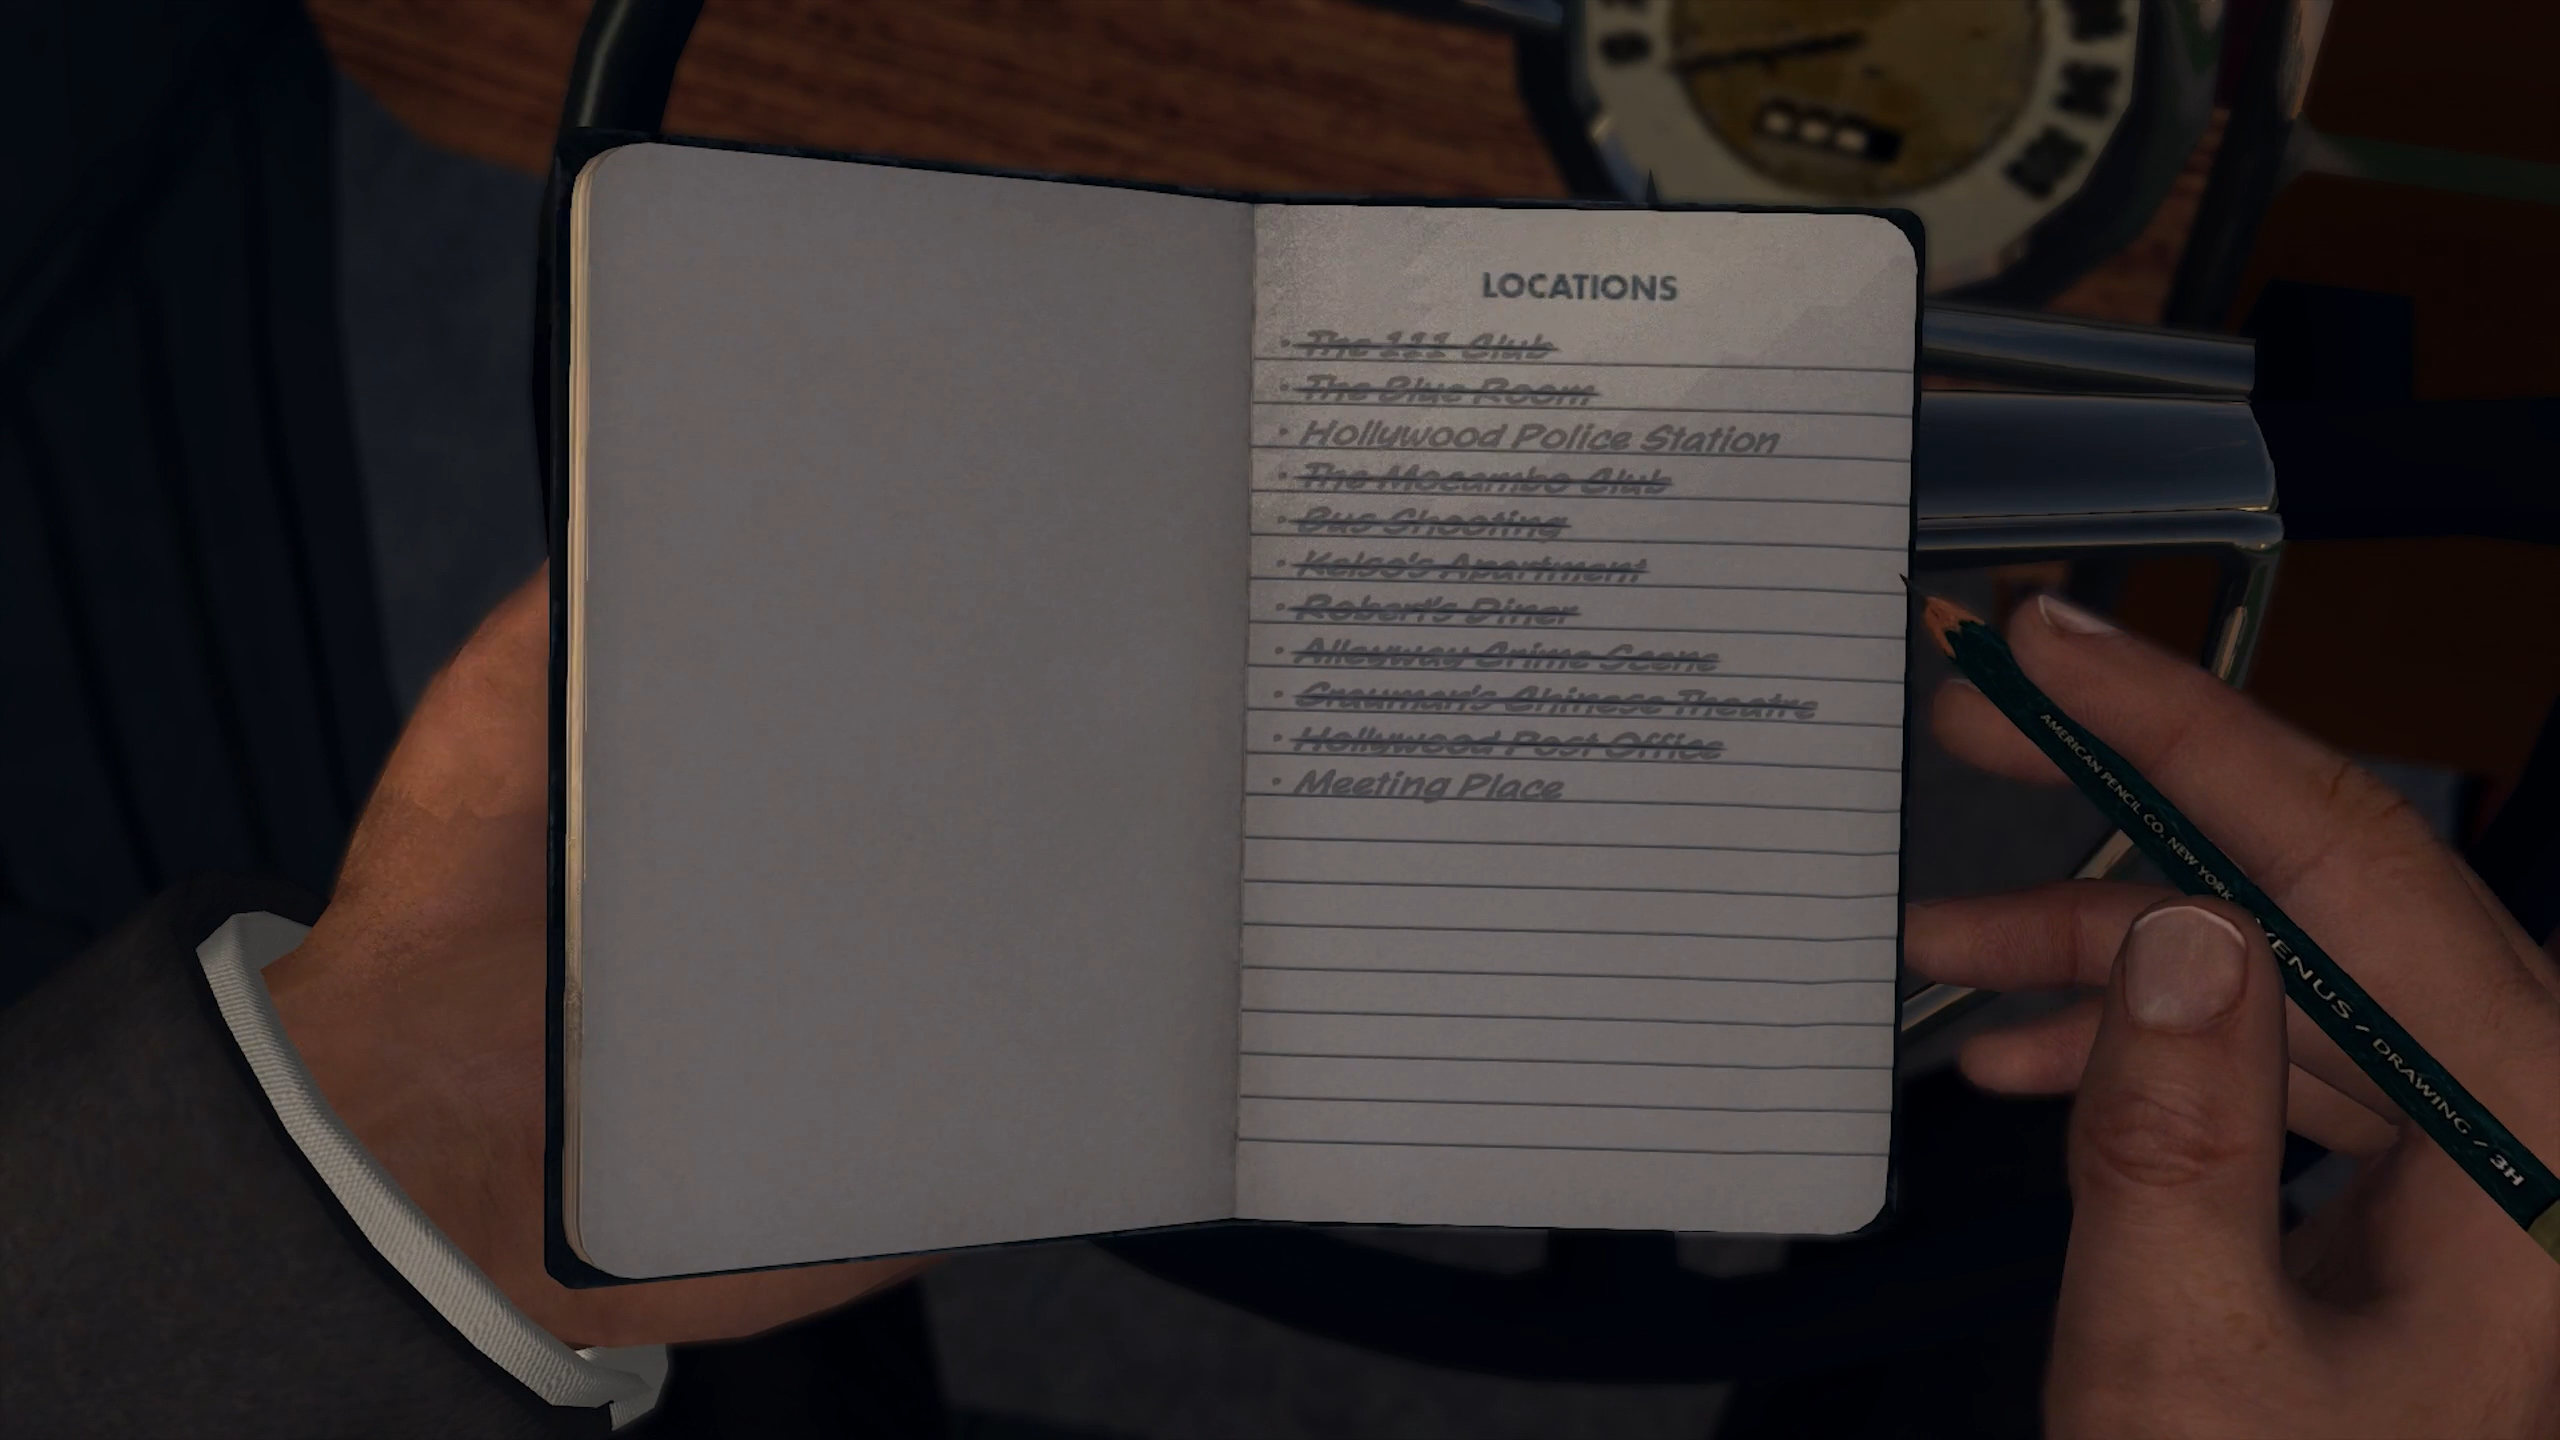 LOCATIONS
· The 111 Club
· The Blue Room
· Hollywood Police Station
· The Mocambo Club
· Bus Shooting
· Kelso's Apartment
· Robert's Diner
· Alleyway Crime Scene
· Grauman's Chinese Theatre
· Hollywood Post Office
· Meeting Place
AMERICAN PENCIL CO. NEW YORK
VENUS / DRAWING / 3H